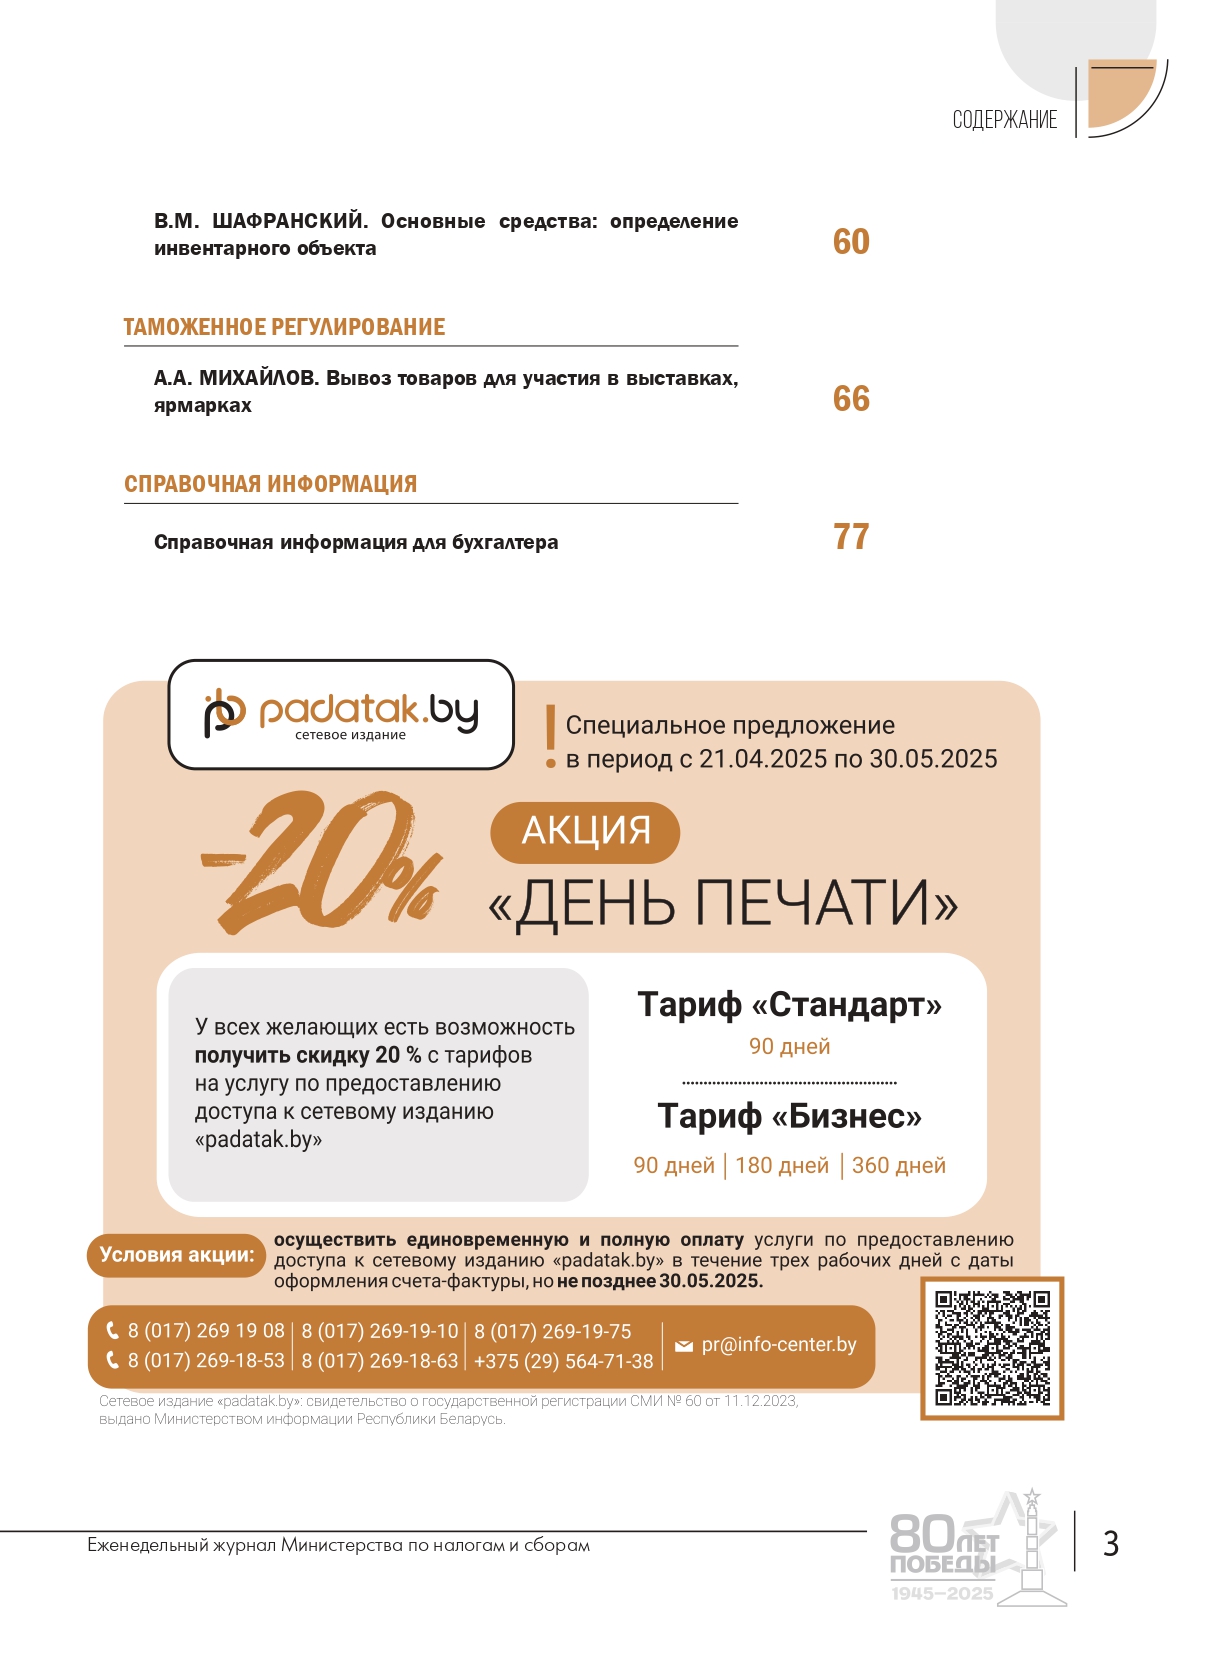 СОДЕРЖАНИЕ
В.М. ШАФРАНСКИЙ. Основные средства: определение
инвентарного объекта
60
ТАМОЖЕННОЕ РЕГУЛИРОВАНИЕ
А.А. МИХАЙЛОВ. Вывоз товаров для участия в выставках,
ярмарках
66
СПРАВОЧНАЯ ИНФОРМАЦИЯ
Справочная информация для бухгалтера
77
padatak.by
сетевое издание
! Специальное предложение
в период с 21.04.2025 по 30.05.2025
-20%
АКЦИЯ
«ДЕНЬ ПЕЧАТИ»
У всех желающих есть возможность
получить скидку 20 % с тарифов
на услугу по предоставлению
доступа к сетевому изданию
«padatak.by»
Тариф «Стандарт»
90 дней
Тариф «Бизнес»
90 дней | 180 дней | 360 дней
Условия акции:
осуществить единовременную и полную оплату услуги по предоставлению
доступа к сетевому изданию «padatak.by» в течение трех рабочих дней с даты
оформления счета-фактуры, но не позднее 30.05.2025.
8 (017) 269 19 08 | 8 (017) 269-19-10 | 8 (017) 269-19-75
8 (017) 269-18-53 | 8 (017) 269-18-63 | +375 (29) 564-71-38
pr@info-center.by
Сетевое издание «padatak.by»: свидетельство о государственной регистрации СМИ № 60 от 11.12.2023,
выдано Министерством информации Республики Беларусь.
Еженедельный журнал Министерства по налогам и сборам
80 ЛЕТ
ПОБЕДЫ
1945–2025
3